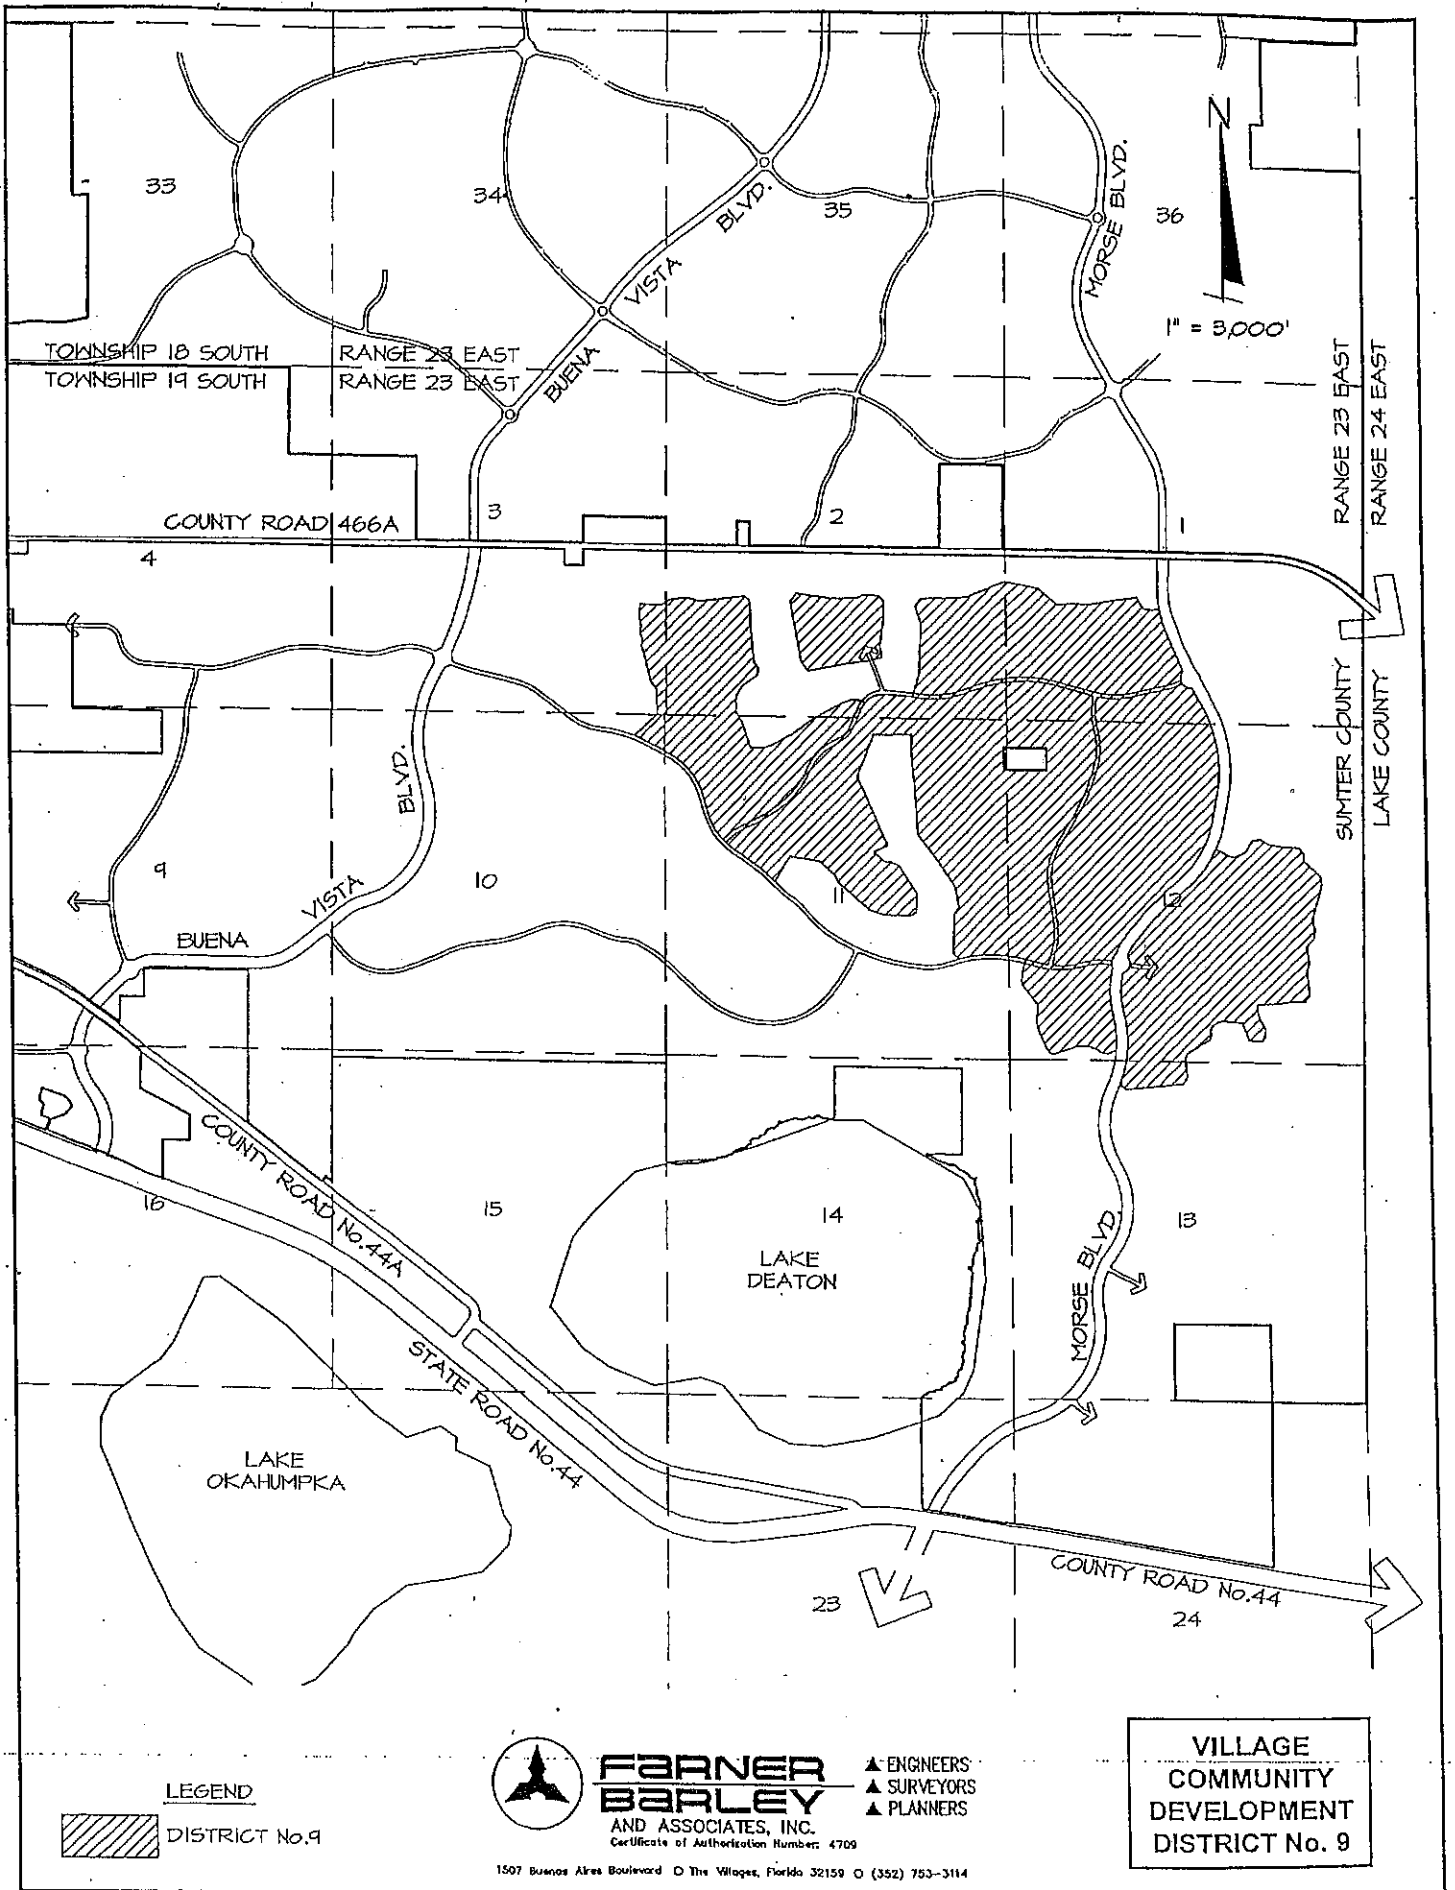 33
34
35
36
N
BLVD.
VISTA
BUENA
MORSE BLVD.
1" = 3,000'
TOWNSHIP 18 SOUTH RANGE 23 EAST
TOWNSHIP 19 SOUTH RANGE 23 EAST
RANGE 23 EAST
RANGE 24 EAST
COUNTY ROAD 466A
3
2
1
4
SUMTER COUNTY
LAKE COUNTY
BLVD.
VISTA
BUENA
9
10
11
12
COUNTY ROAD No.44A
16
15
14
13
LAKE
DEATON
MORSE BLVD.
STATE ROAD No.44
LAKE
OKAHUMPKA
COUNTY ROAD No.44
23
24
LEGEND
DISTRICT No.9
FARNER
BARLEY
AND ASSOCIATES, INC.
Certificate of Authorization Number: 4709
ENGINEERS
SURVEYORS
PLANNERS
1507 Buenos Aires Boulevard O The Villages, Florida 32159 O (352) 753-3114
VILLAGE
COMMUNITY
DEVELOPMENT
DISTRICT No. 9